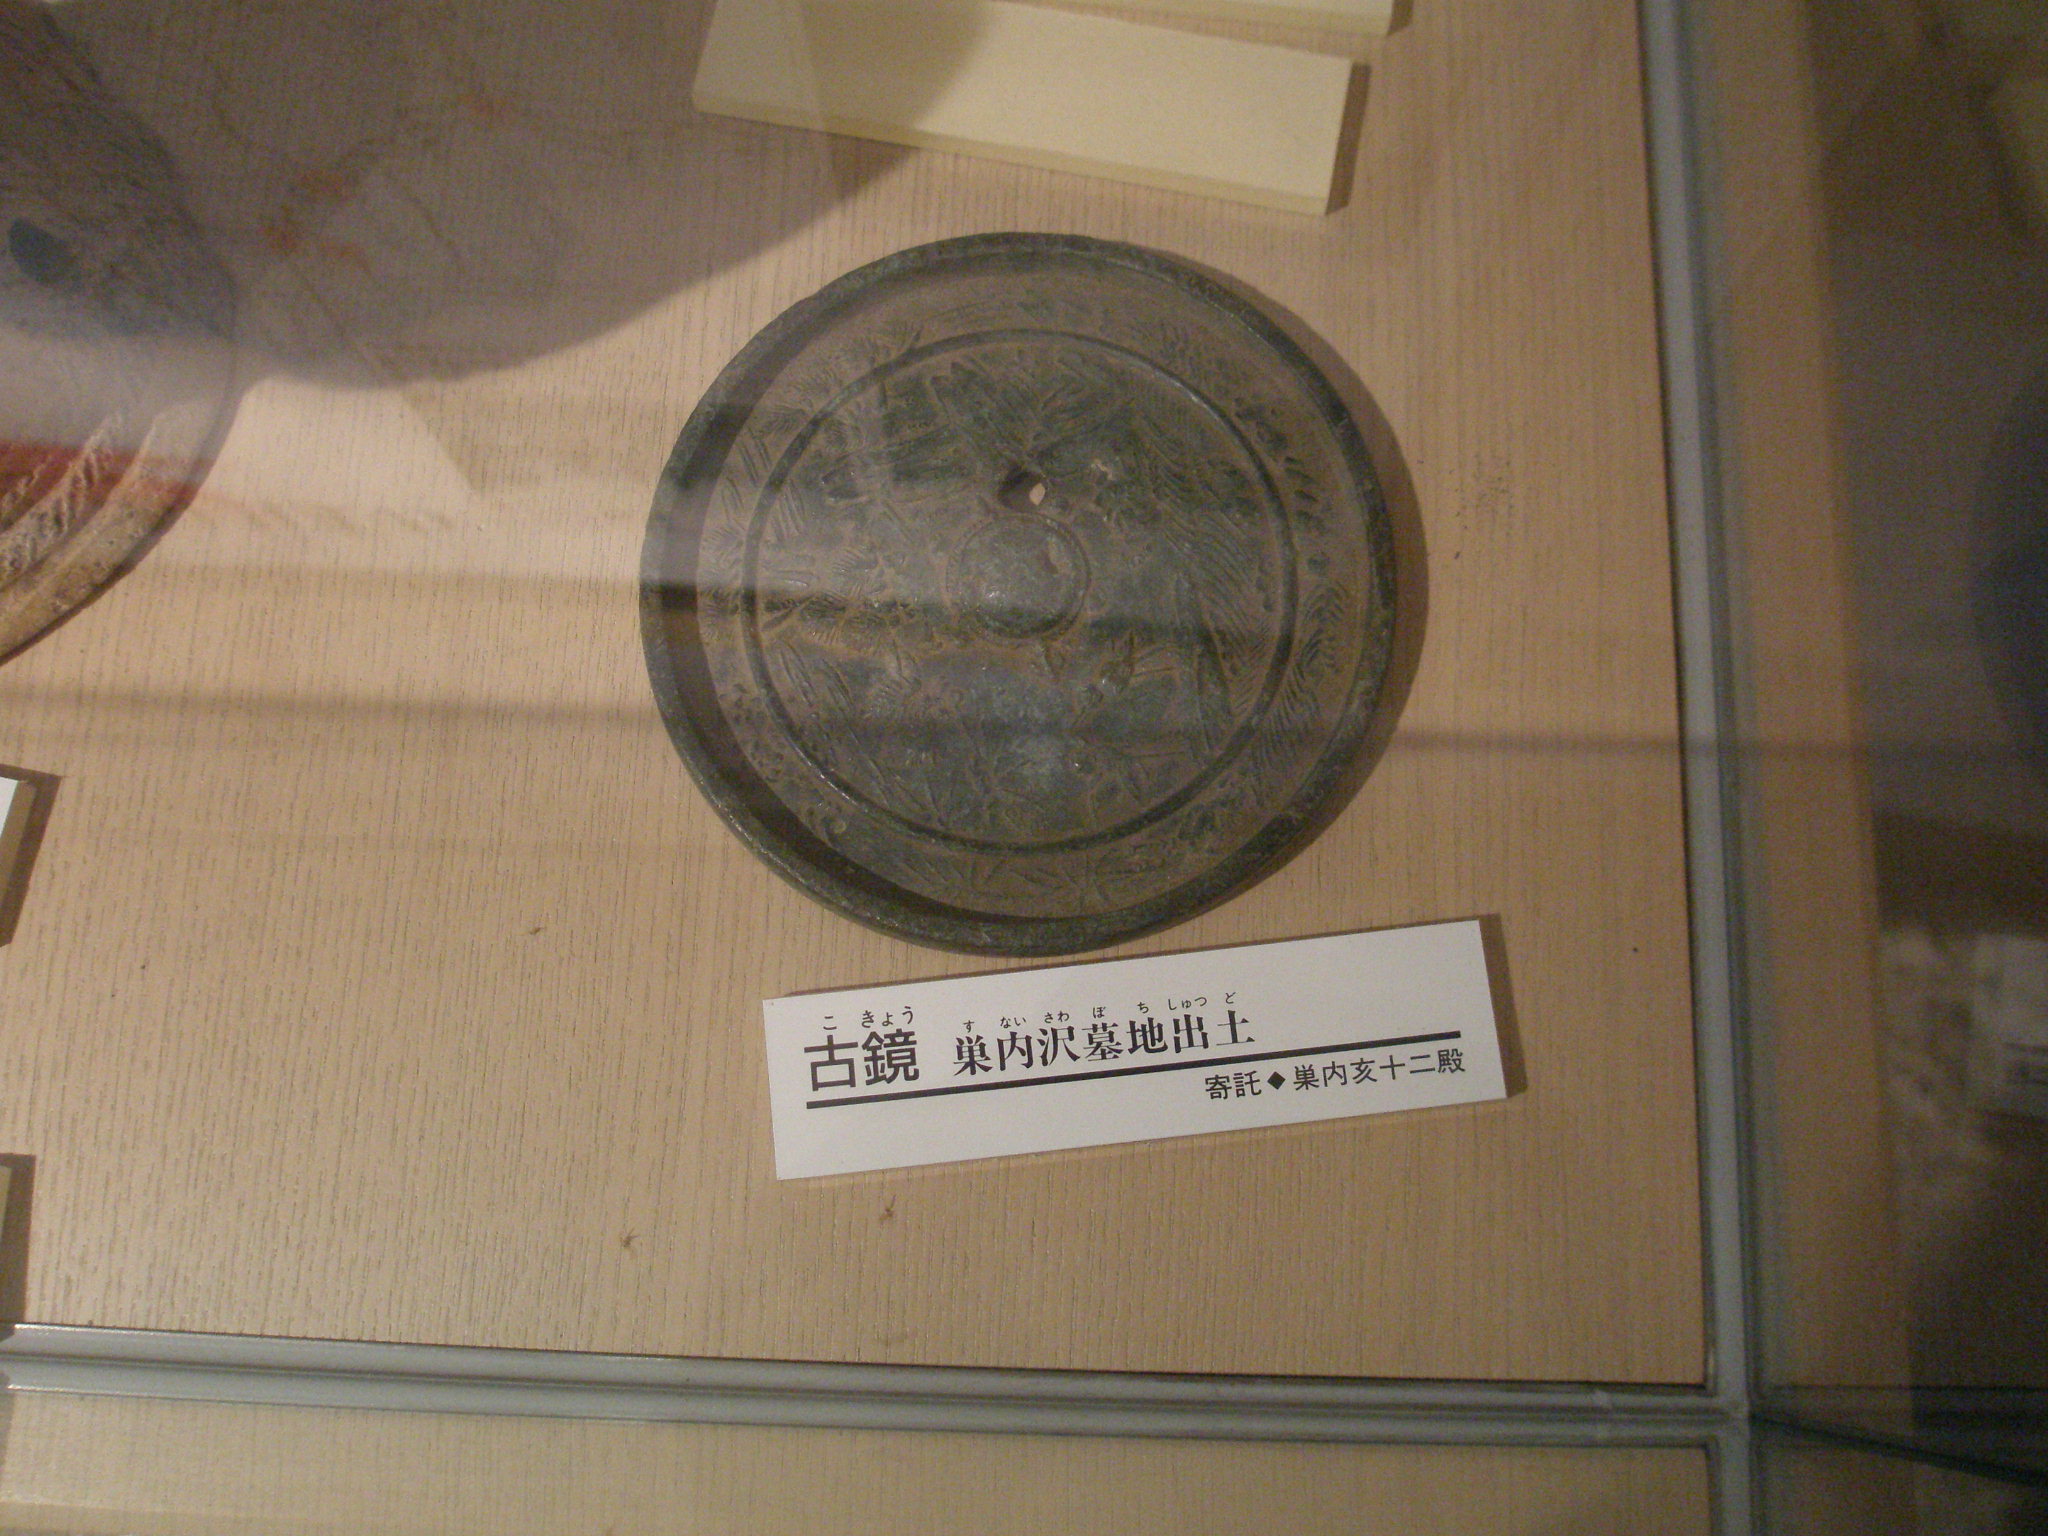 こ きょう す ない さわ ぼ ち しゅつ ど
古鏡 巣内沢墓地出土
寄託◆巣内亥十二殿